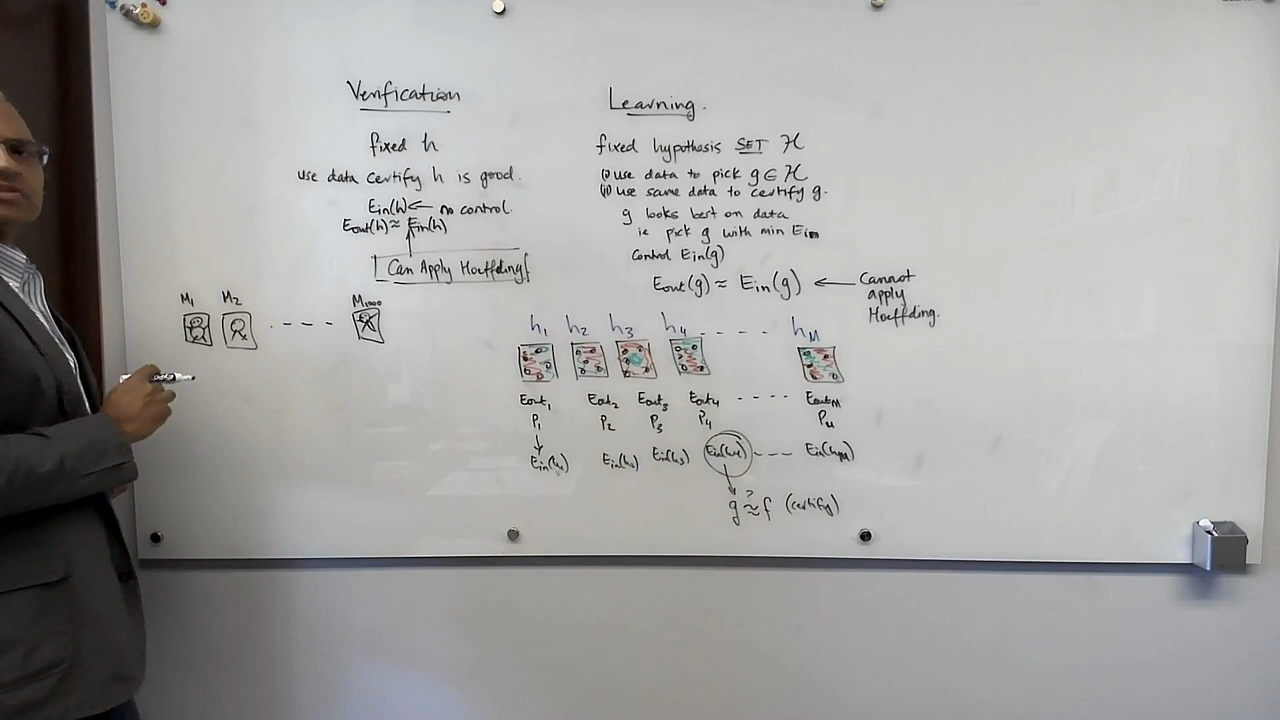 Verification
fixed h
use data certify h is good.
Ein(h) ← no control.
Eout(h) ≈ Ein(h)
Can Apply Hoeffding!
M1 M2 - - - - M1000
Learning.
fixed hypothesis SET H
(i) use data to pick g ∈ H
(ii) use same data to certify g.
g looks best on data
ie pick g with min Ein
Control Ein(g)
Eout(g) ≈ Ein(g) ← Cannot
apply
Hoeffding.
h1 h2 h3 h4 - - - - hM
Eout1 Eout2 Eout3 Eout4 - - - - EoutM
P1 P2 P3 P4 PM
Ein(h1) Ein(h2) Ein(h3) Ein(h4) - - - Ein(hM)
?
g ≈ f (certify)